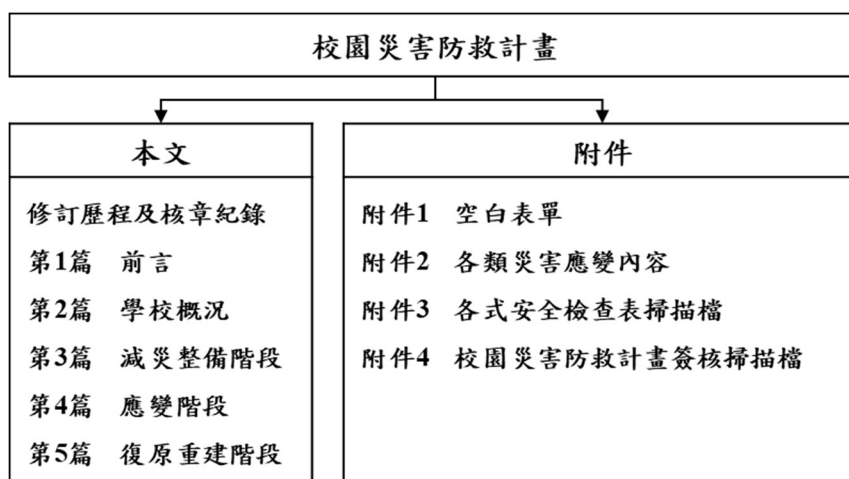 校園災害防救計畫
本文
修訂歷程及核章紀錄
第1篇 前言
第2篇 學校概況
第3篇 減災整備階段
第4篇 應變階段
第5篇 復原重建階段
附件
附件1 空白表單
附件2 各類災害應變內容
附件3 各式安全檢查表掃描檔
附件4 校園災害防救計畫簽核掃描檔